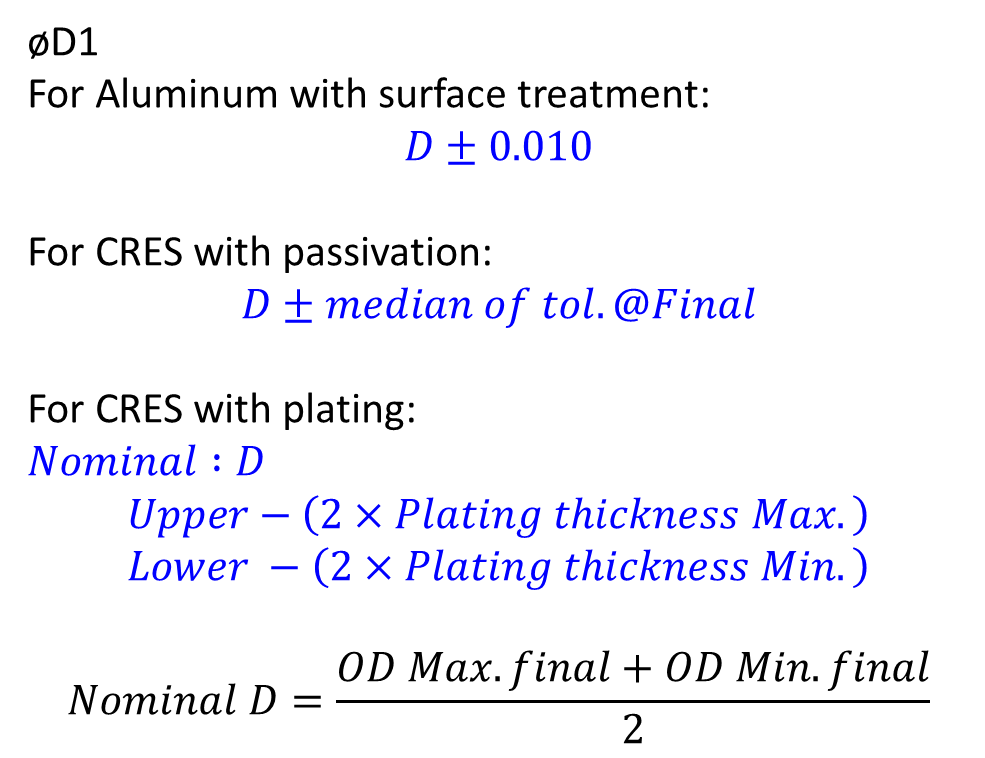 øD1
For Aluminum with surface treatment:
D ± 0.010
For CRES with passivation:
D ± median of tol.@Final
For CRES with plating:
Nominal : D
Upper − (2 × Plating thickness Max.)
Lower − (2 × Plating thickness Min.)
Nominal D = (OD Max. final + OD Min. final) / 2